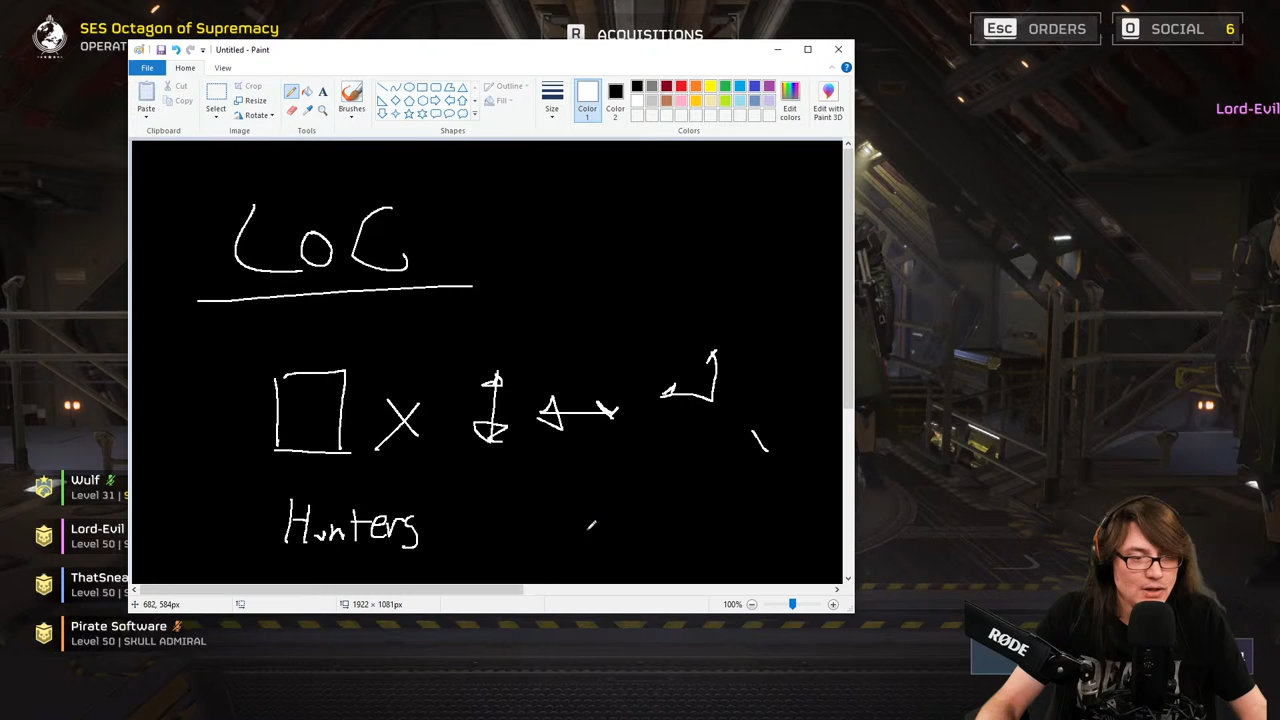 SES Octagon of Supremacy
OPERAT
R ACQUISITIONS
Esc ORDERS
O SOCIAL 6
Untitled - Paint
File Home View
Paste
Cut
Copy
Clipboard
Select
Crop
Resize
Rotate
Image
A
Tools
Brushes
Outline
Fill
Shapes
Size
Color 1
Color 2
Edit colors
Colors
Edit with Paint 3D
Lord-Evil
LOC
X
Hunters
682, 584px
1922 × 1081px
100%
Wulf
Level 31 |
Lord-Evil
Level 50 |
ThatSnea
Level 50 |
Pirate Software
Level 50 | SKULL ADMIRAL
RØDE